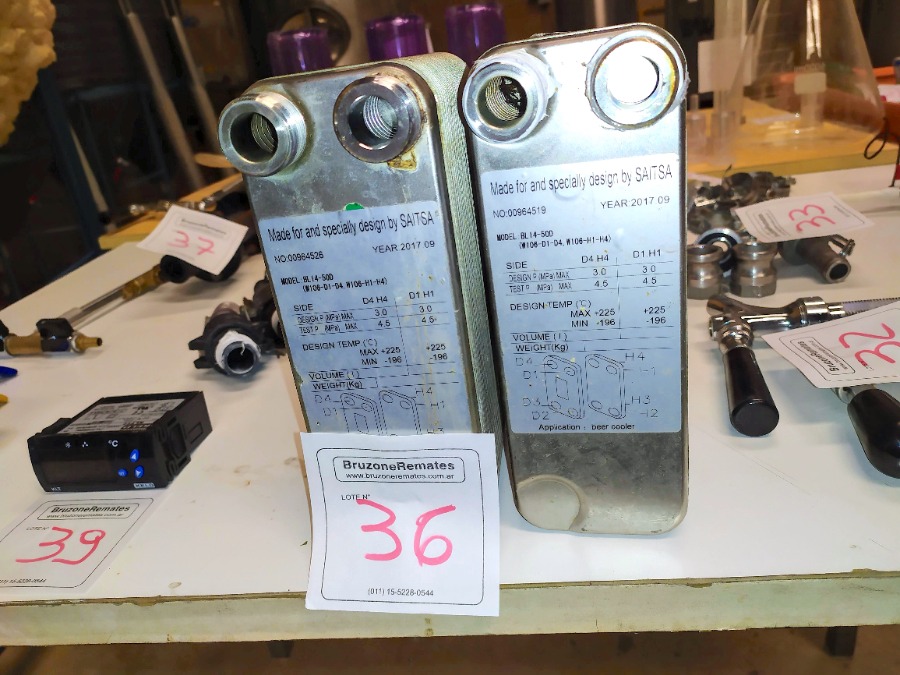 Made for and specially design by SAITSA
NO:00964526 YEAR:2017 09
MODEL: BL14-50D
(W106-D1-D4, W106-H1-H4)
SIDE D4 H4 D1 H1
DESIGN P (MPa) MAX 3.0 3.0
TEST P (MPa) MAX 4.5 4.5
DESIGN TEMP (℃)
MAX +225 +225
MIN -196 -196
VOLUME (l)
WEIGHT(Kg)
D4 H4
D1 H1
Made for and specially design by SAITSA
NO:00964519 YEAR:2017 09
MODEL: BL14-50D
(W106-D1-D4, W106-H1-H4)
SIDE D4 H4 D1 H1
DESIGN P (MPa) MAX 3.0 3.0
TEST P (MPa) MAX 4.5 4.5
DESIGN TEMP (℃)
MAX +225 +225
MIN -196 -196
VOLUME (l)
WEIGHT(Kg)
D4 H4
D1
D3 H3
D2
Application : beer cooler
BruzoneRemates
www.bruzoneremates.com.ar
LOTE N°
36
(011) 15-5228-0544
BruzoneRemates
LOTE N°
39
℃
37
33
32